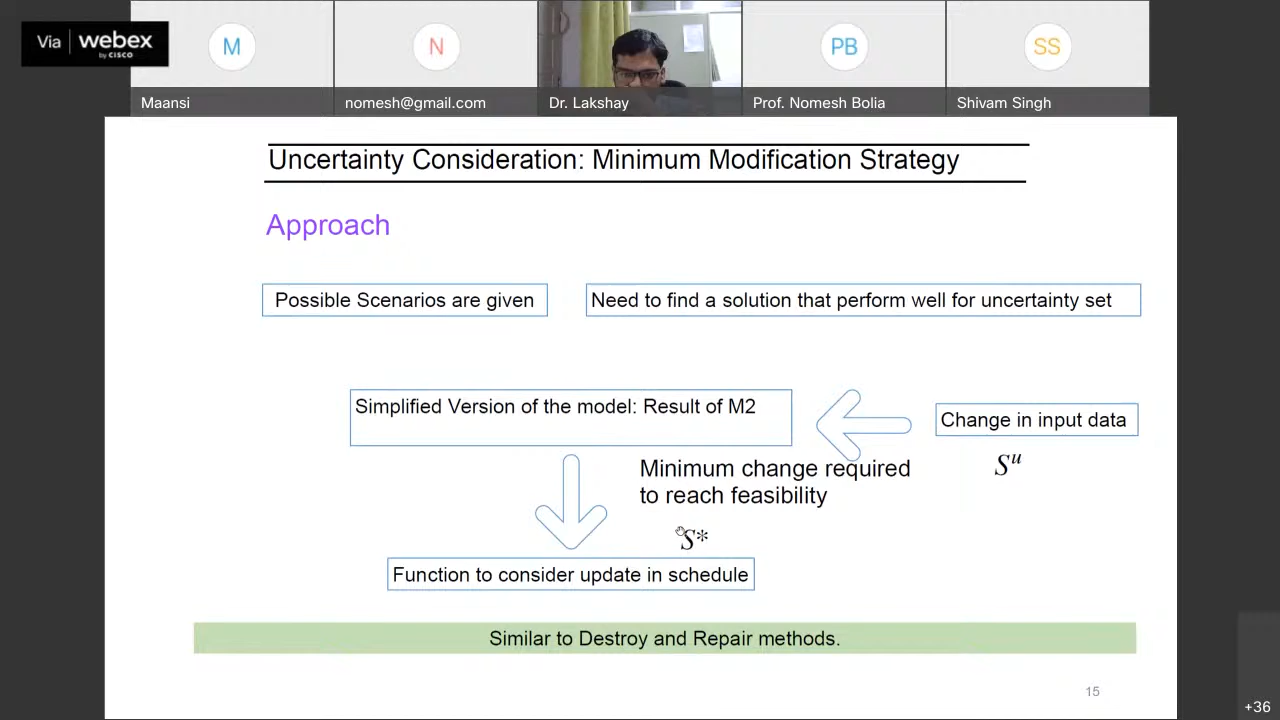 Via webex
by CISCO
M
N
PB
SS
Maansi
nomesh@gmail.com
Dr. Lakshay
Prof. Nomesh Bolia
Shivam Singh
Uncertainty Consideration: Minimum Modification Strategy
Approach
Possible Scenarios are given
Need to find a solution that perform well for uncertainty set
Simplified Version of the model: Result of M2
Change in input data
S^u
Minimum change required
to reach feasibility
S*
Function to consider update in schedule
Similar to Destroy and Repair methods.
15
+36